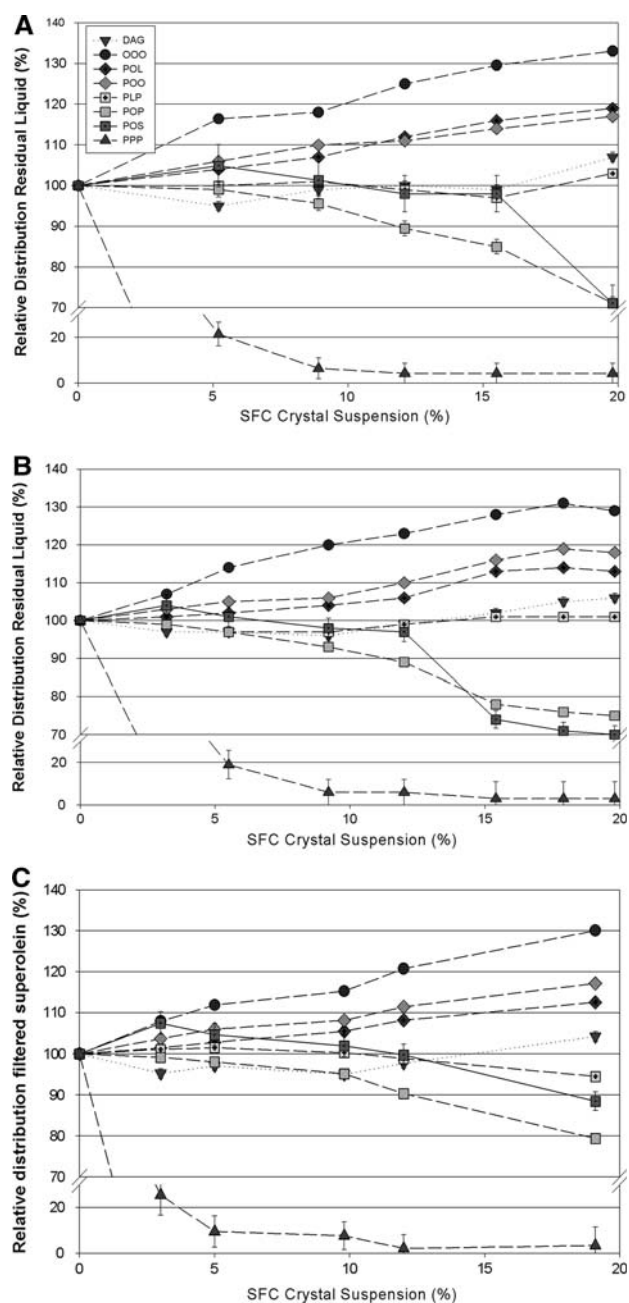 A
DAG
OOO
POL
POO
PLP
POP
POS
PPP
Relative Distribution Residual Liquid (%)
140
130
120
110
100
90
80
70
20
0
0
5
10
15
20
SFC Crystal Suspension (%)
B
Relative Distribution Residual Liquid (%)
140
130
120
110
100
90
80
70
20
0
0
5
10
15
20
SFC Crystal Suspension (%)
C
Relative distribution filtered superolein (%)
140
130
120
110
100
90
80
70
20
0
0
5
10
15
20
SFC Crystal Suspension (%)